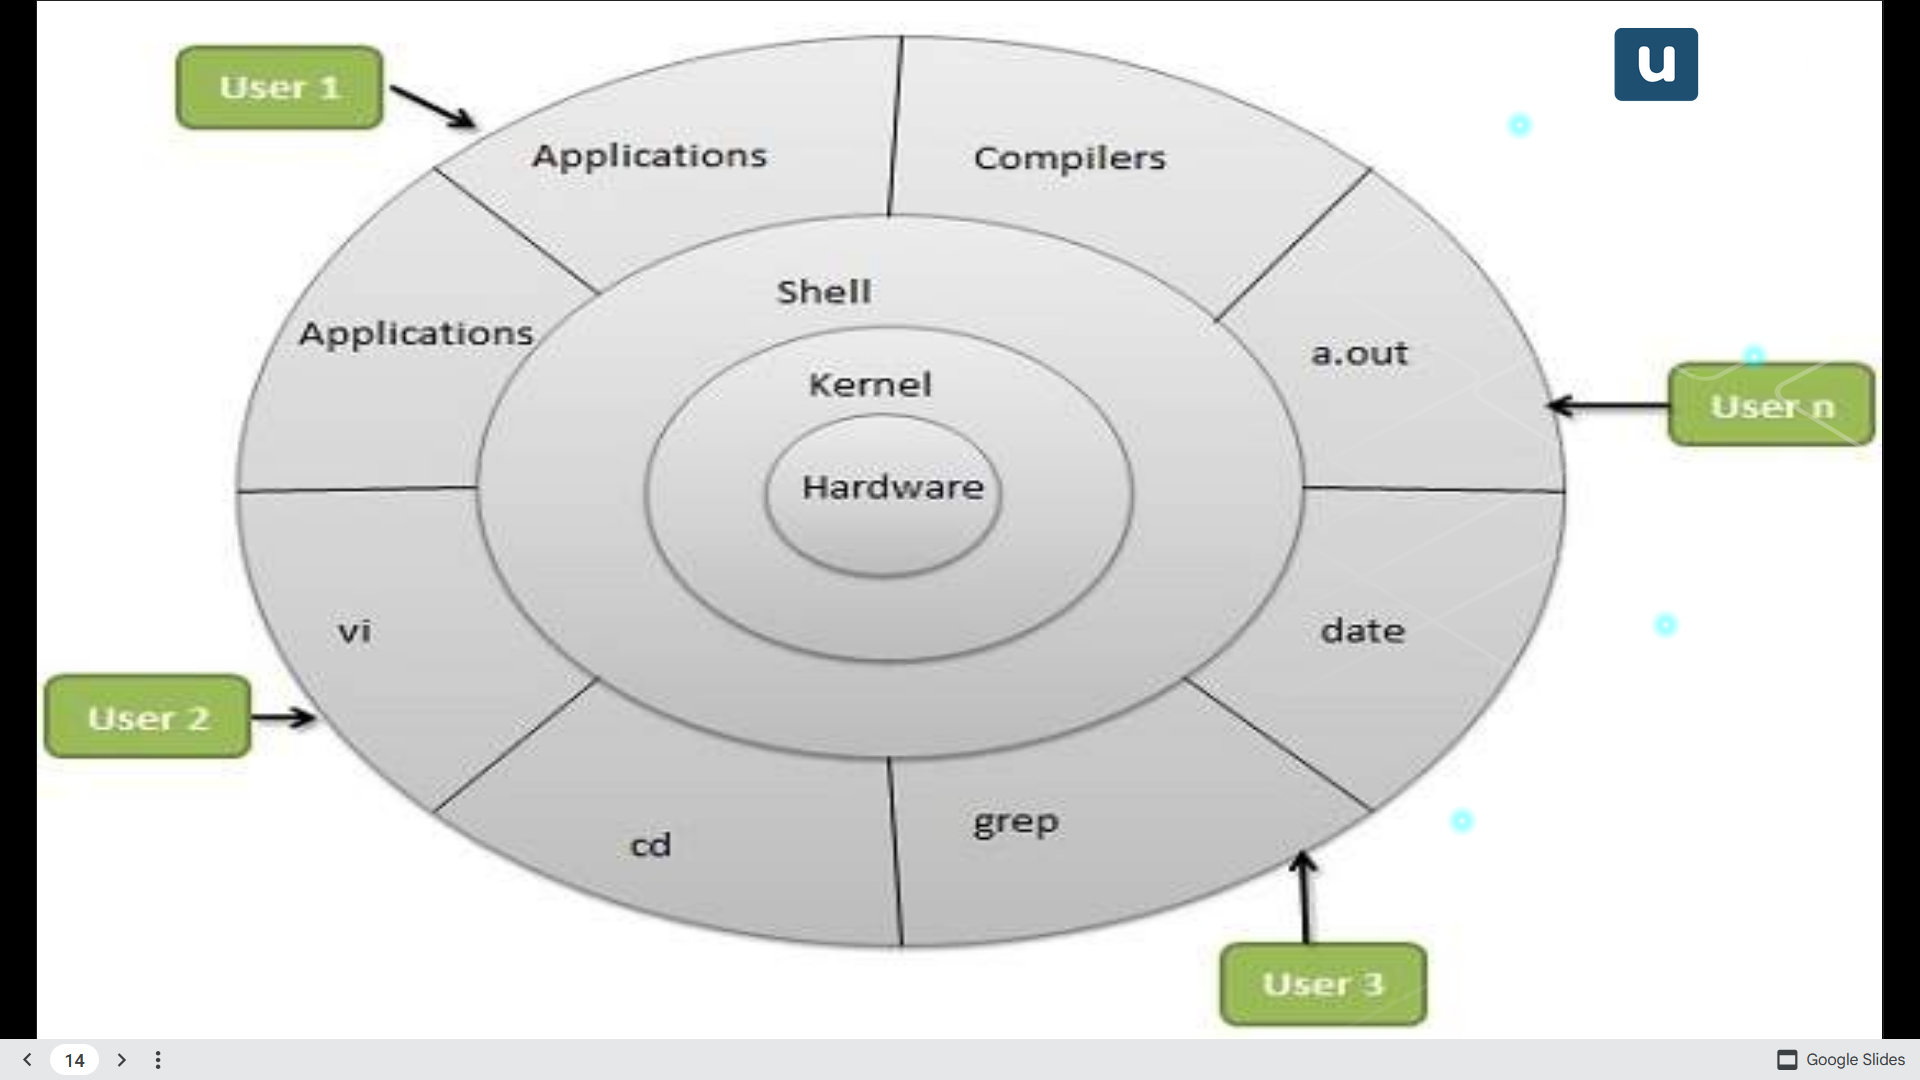 u
User 1
Applications
Compilers
Shell
Applications
a.out
Kernel
User n
Hardware
vi
date
User 2
grep
cd
User 3
14
Google Slides